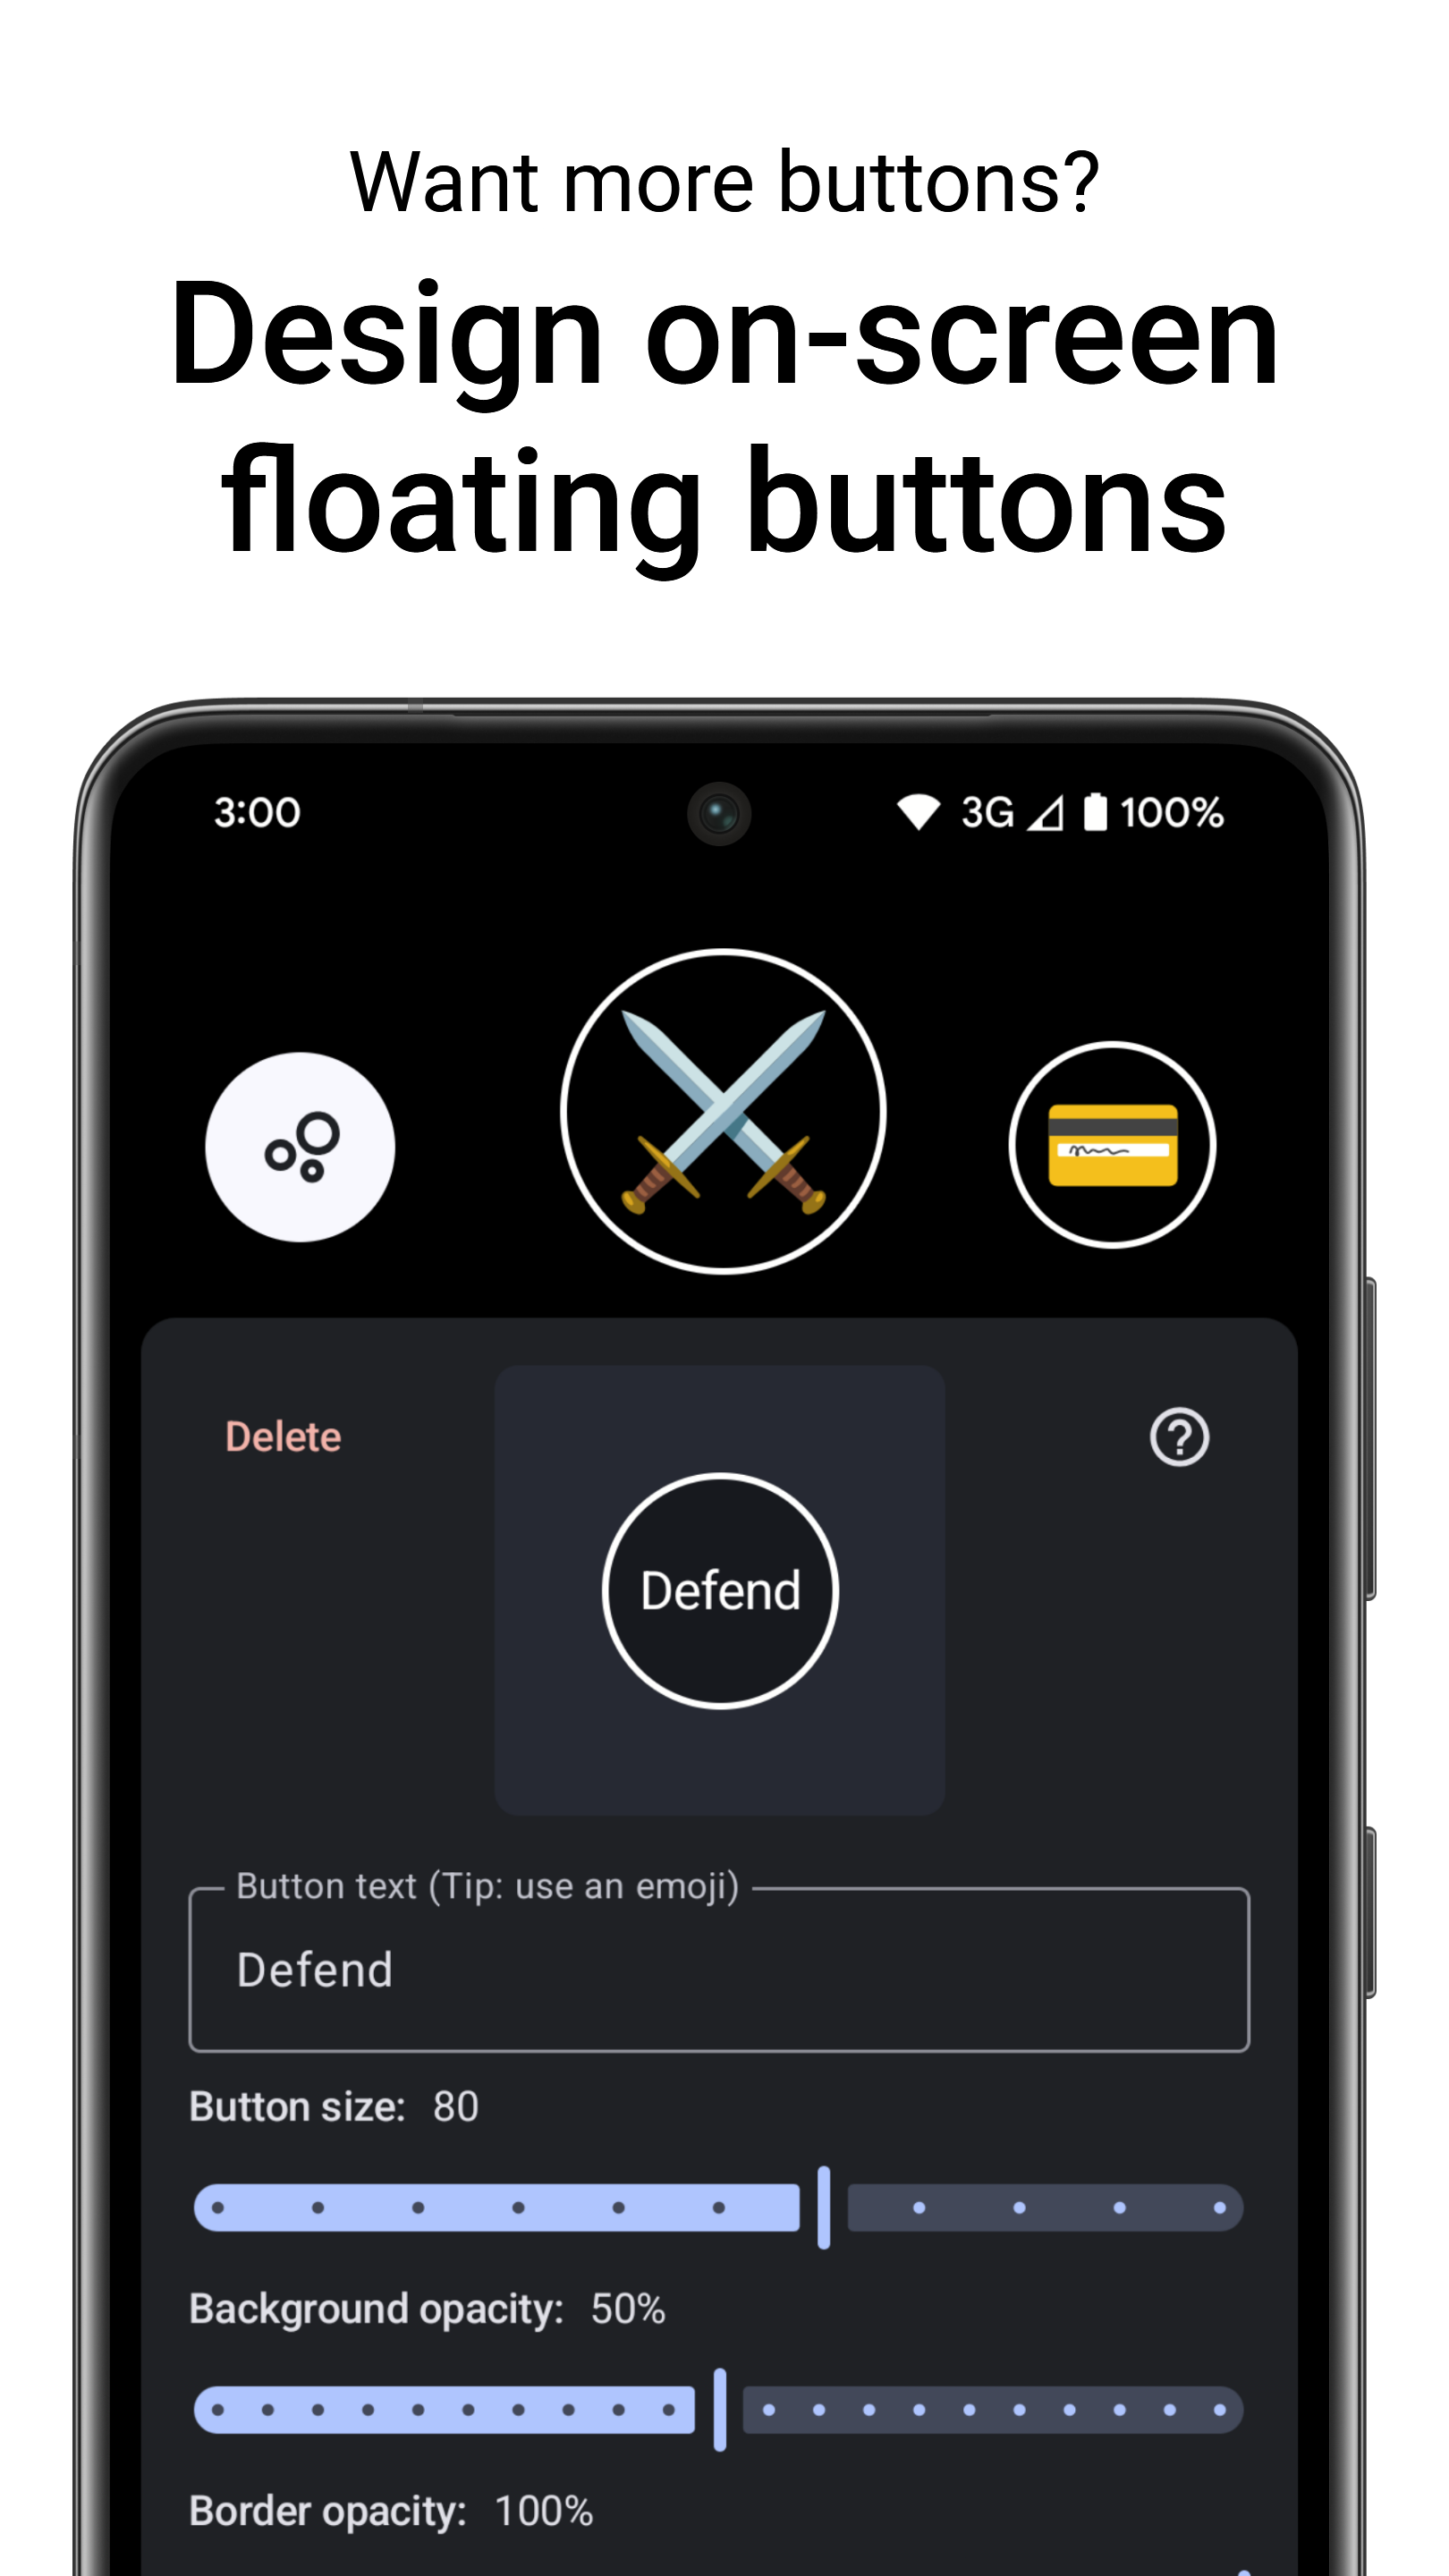 Want more buttons?
Design on-screen
floating buttons
3:00
3G
100%
Delete
Defend
Button text (Tip: use an emoji)
Defend
Button size: 80
Background opacity: 50%
Border opacity: 100%